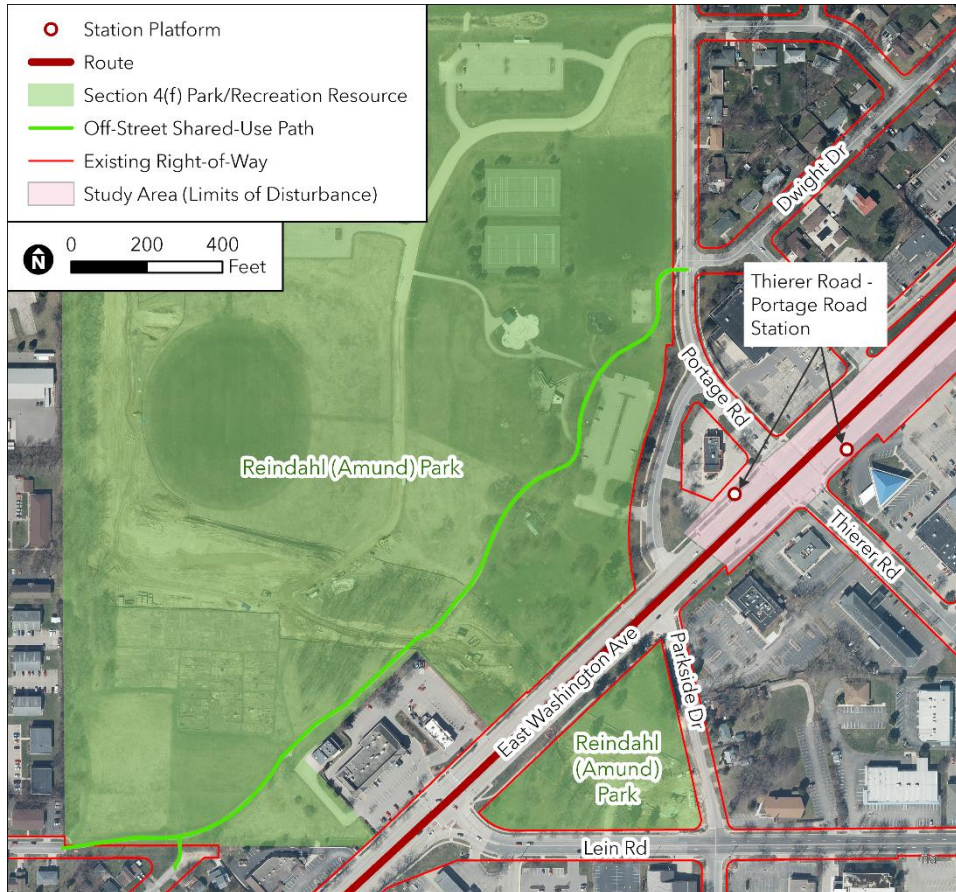 Station Platform
Route
Section 4(f) Park/Recreation Resource
Off-Street Shared-Use Path
Existing Right-of-Way
Study Area (Limits of Disturbance)
N
0 200 400
Feet
Dwight Dr
Thierer Road -
Portage Road
Station
Portage Rd
Reindahl (Amund) Park
Thierer Rd
East Washington Ave
Parkside Dr
Reindahl
(Amund)
Park
Lein Rd